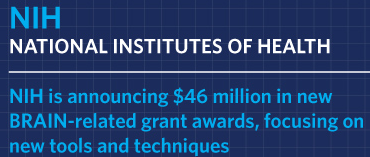 NIH
NATIONAL INSTITUTES OF HEALTH
NIH is announcing $46 million in new
BRAIN-related grant awards, focusing on
new tools and techniques